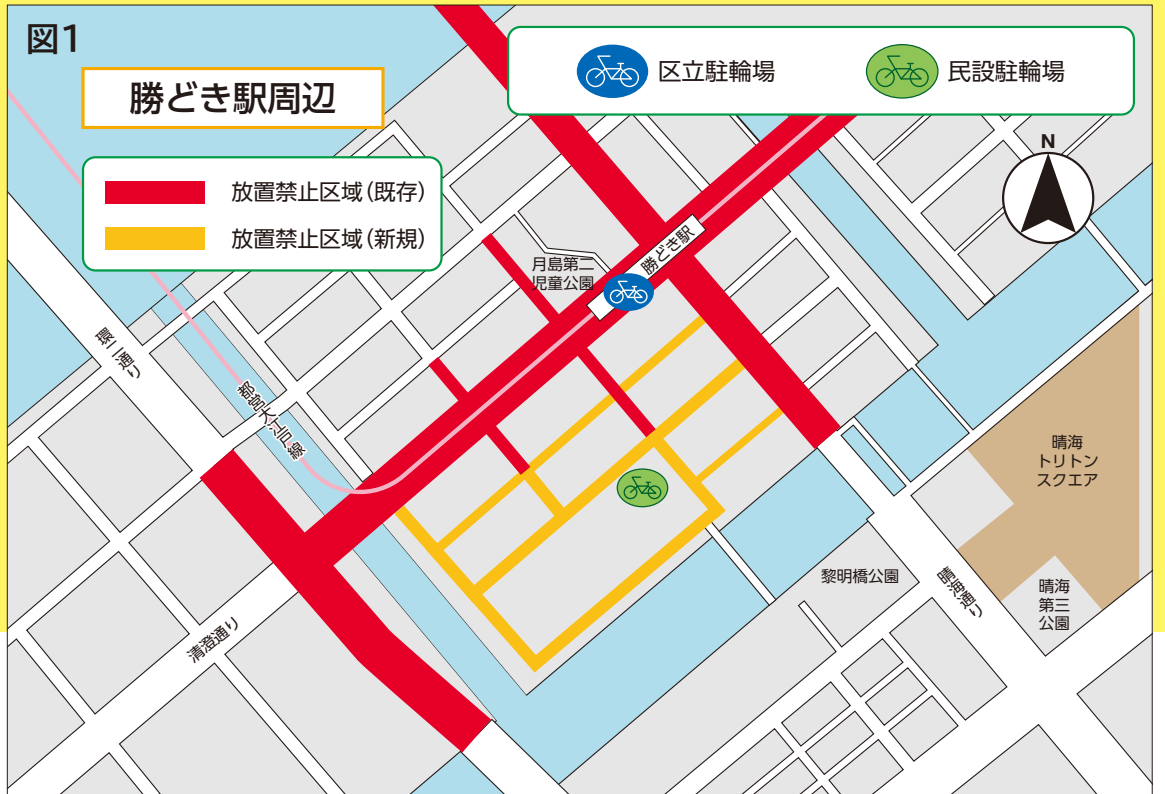 図1
勝どき駅周辺
区立駐輪場
民設駐輪場
放置禁止区域(既存)
放置禁止区域(新規)
N
月島第二
児童公園
勝どき駅
環二通り
都営大江戸線
清澄通り
晴海
トリトン
スクエア
黎明橋公園
晴海通り
晴海
第三
公園